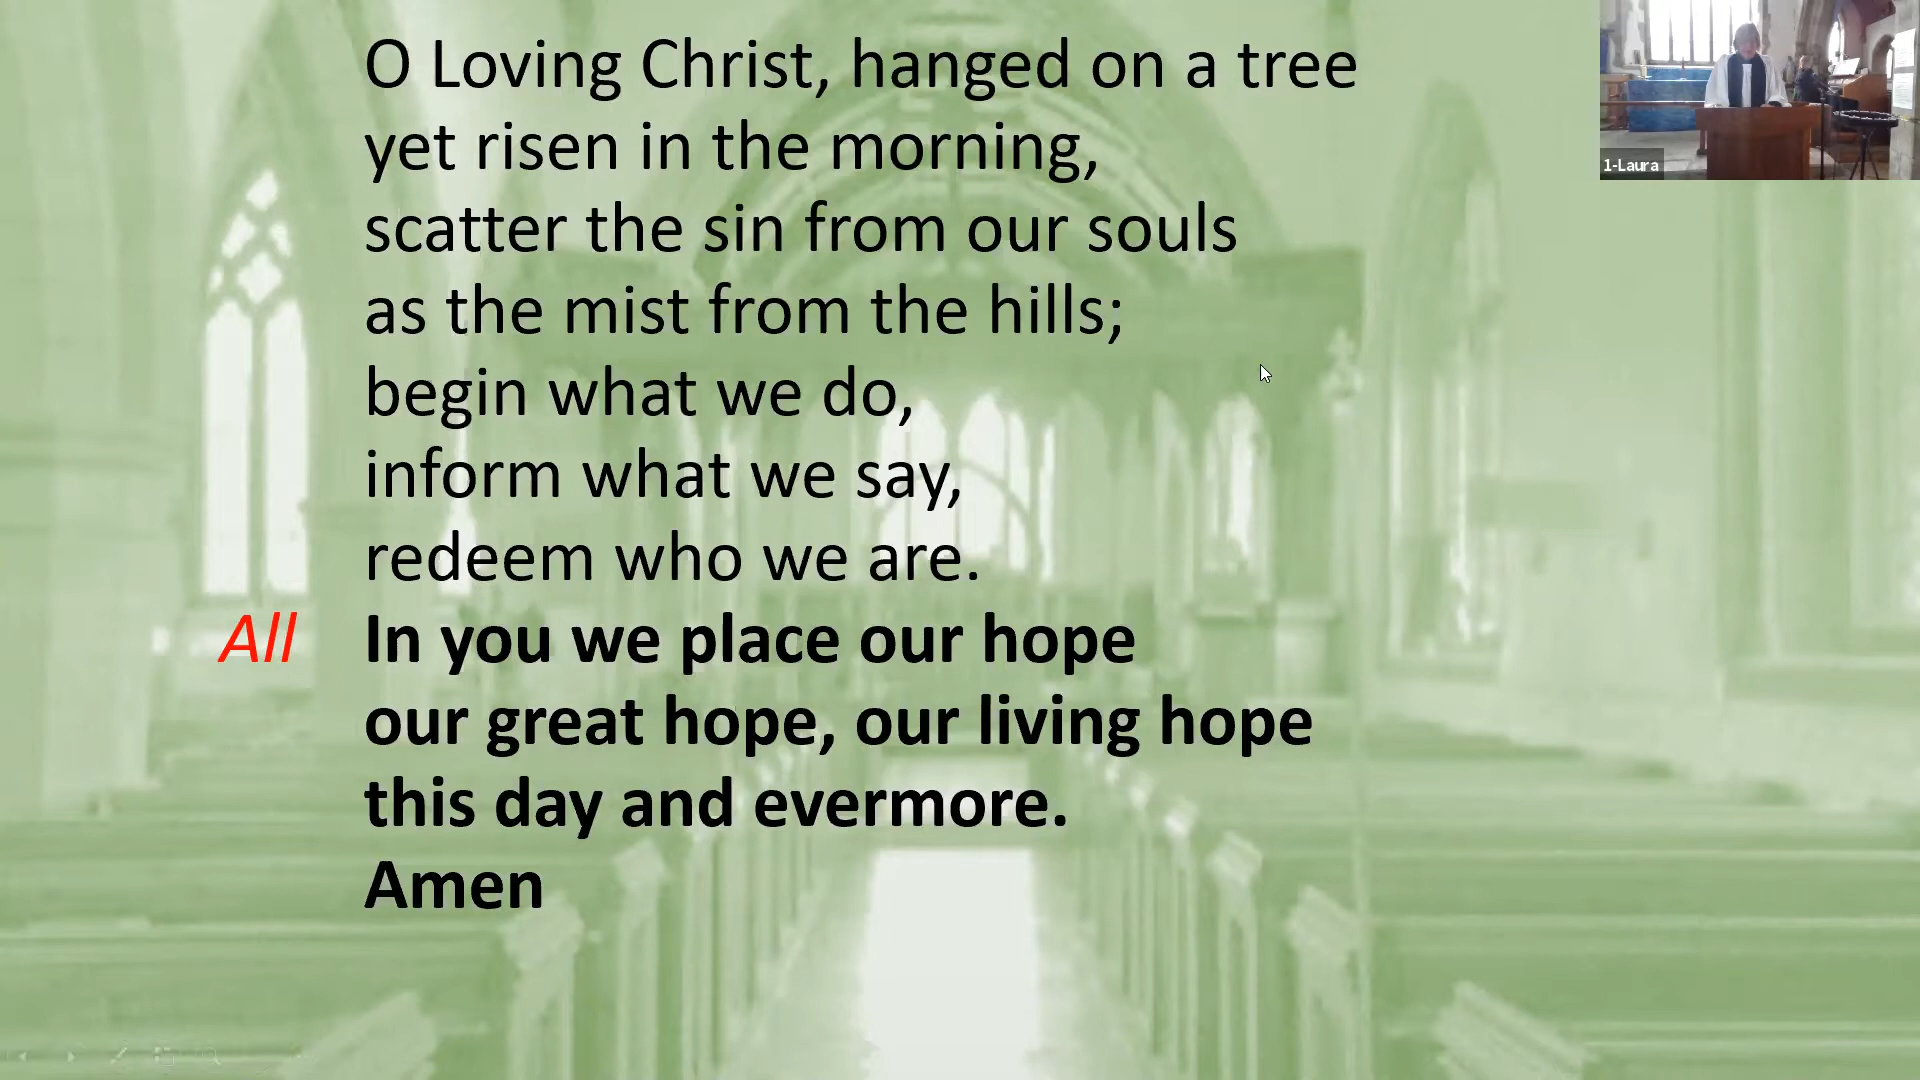 O Loving Christ, hanged on a tree
yet risen in the morning,
scatter the sin from our souls
as the mist from the hills;
begin what we do,
inform what we say,
redeem who we are.
All In you we place our hope
our great hope, our living hope
this day and evermore.
Amen
1-Laura